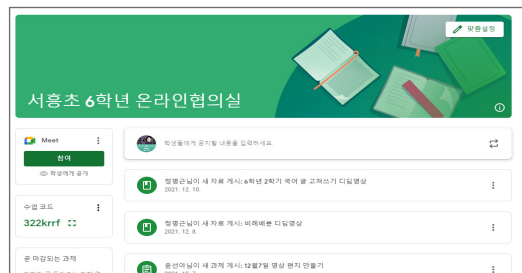 맞춤설정
서흥초 6학년 온라인협의실
Meet
참여
학생에게 공개
학생들에게 공지할 내용을 입력하세요.
정명근님이 새 자료 게시: 6학년 2학기 국어 글 고쳐쓰기 디딤영상
2021. 12. 10.
수업 코드
322krrf
정명근님이 새 자료 게시: 비례배분 디딤영상
2021. 12. 8.
곧 마감되는 과제
윤선아님이 새 과제 게시: 12월7일 영상 편지 만들기